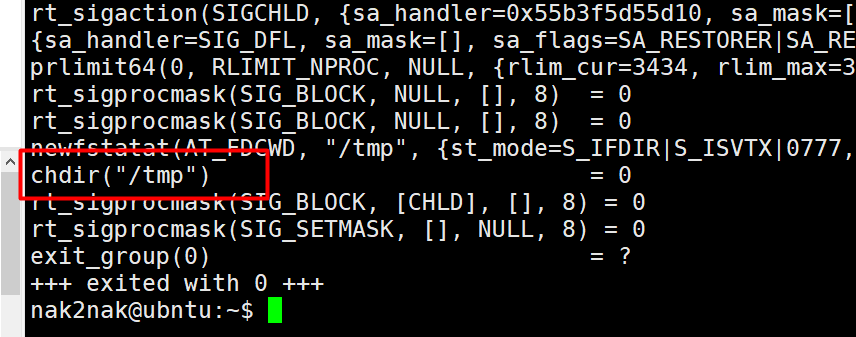 rt_sigaction(SIGCHLD, {sa_handler=0x55b3f5d55d10, sa_mask=[
{sa_handler=SIG_DFL, sa_mask=[], sa_flags=SA_RESTORER|SA_RE
prlimit64(0, RLIMIT_NPROC, NULL, {rlim_cur=3434, rlim_max=3
rt_sigprocmask(SIG_BLOCK, NULL, [], 8)  = 0
rt_sigprocmask(SIG_BLOCK, NULL, [], 8)  = 0
newfstatat(AT_FDCWD, "/tmp", {st_mode=S_IFDIR|S_ISVTX|0777,
chdir("/tmp")                           = 0
rt_sigprocmask(SIG_BLOCK, [CHLD], [], 8) = 0
rt_sigprocmask(SIG_SETMASK, [], NULL, 8) = 0
exit_group(0)                           = ?
+++ exited with 0 +++
nak2nak@ubntu:~$